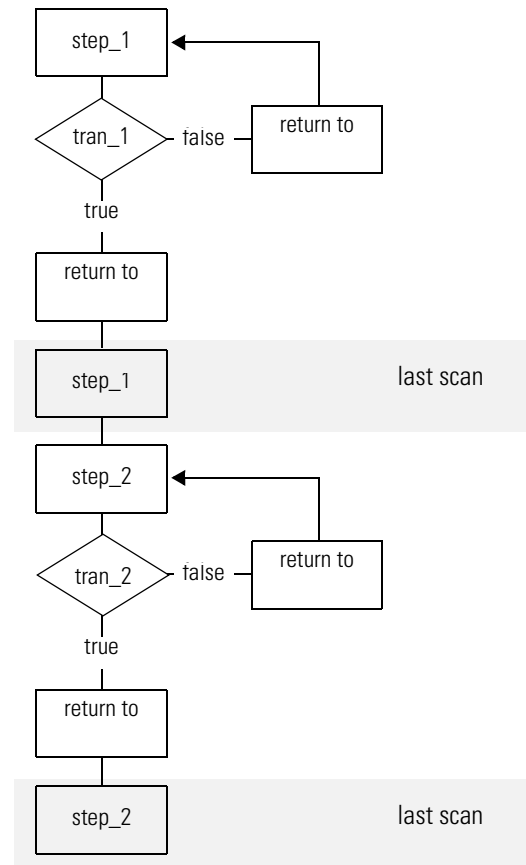 step_1
tran_1
false
return to
true
return to
step_1
last scan
step_2
tran_2
false
return to
true
return to
step_2
last scan